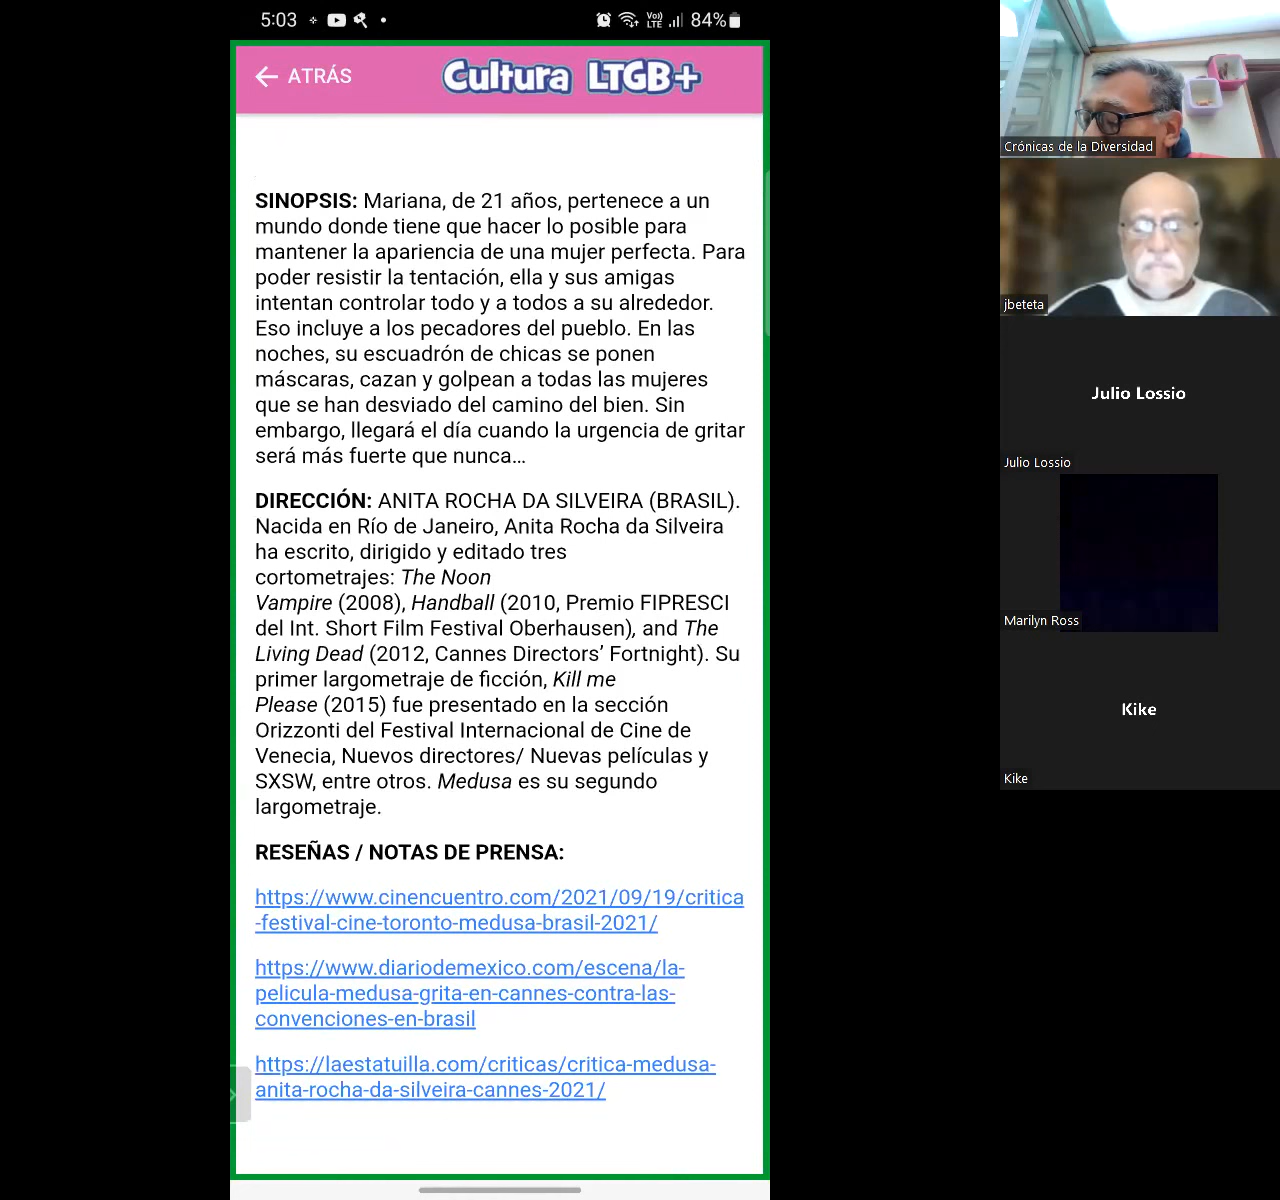 5:03
Vo))
LTE
84%
ATRÁS
Cultura LTGB+
SINOPSIS: Mariana, de 21 años, pertenece a un
mundo donde tiene que hacer lo posible para
mantener la apariencia de una mujer perfecta. Para
poder resistir la tentación, ella y sus amigas
intentan controlar todo y a todos a su alrededor.
Eso incluye a los pecadores del pueblo. En las
noches, su escuadrón de chicas se ponen
máscaras, cazan y golpean a todas las mujeres
que se han desviado del camino del bien. Sin
embargo, llegará el día cuando la urgencia de gritar
será más fuerte que nunca…
DIRECCIÓN: ANITA ROCHA DA SILVEIRA (BRASIL).
Nacida en Río de Janeiro, Anita Rocha da Silveira
ha escrito, dirigido y editado tres
cortometrajes: The Noon
Vampire (2008), Handball (2010, Premio FIPRESCI
del Int. Short Film Festival Oberhausen), and The
Living Dead (2012, Cannes Directors’ Fortnight). Su
primer largometraje de ficción, Kill me
Please (2015) fue presentado en la sección
Orizzonti del Festival Internacional de Cine de
Venecia, Nuevos directores/ Nuevas películas y
SXSW, entre otros. Medusa es su segundo
largometraje.
RESEÑAS / NOTAS DE PRENSA:
https://www.cinencuentro.com/2021/09/19/critica
-festival-cine-toronto-medusa-brasil-2021/
https://www.diariodemexico.com/escena/la-
pelicula-medusa-grita-en-cannes-contra-las-
convenciones-en-brasil
https://laestatuilla.com/criticas/critica-medusa-
anita-rocha-da-silveira-cannes-2021/
Crónicas de la Diversidad
jbeteta
Julio Lossio
Julio Lossio
Marilyn Ross
Kike
Kike